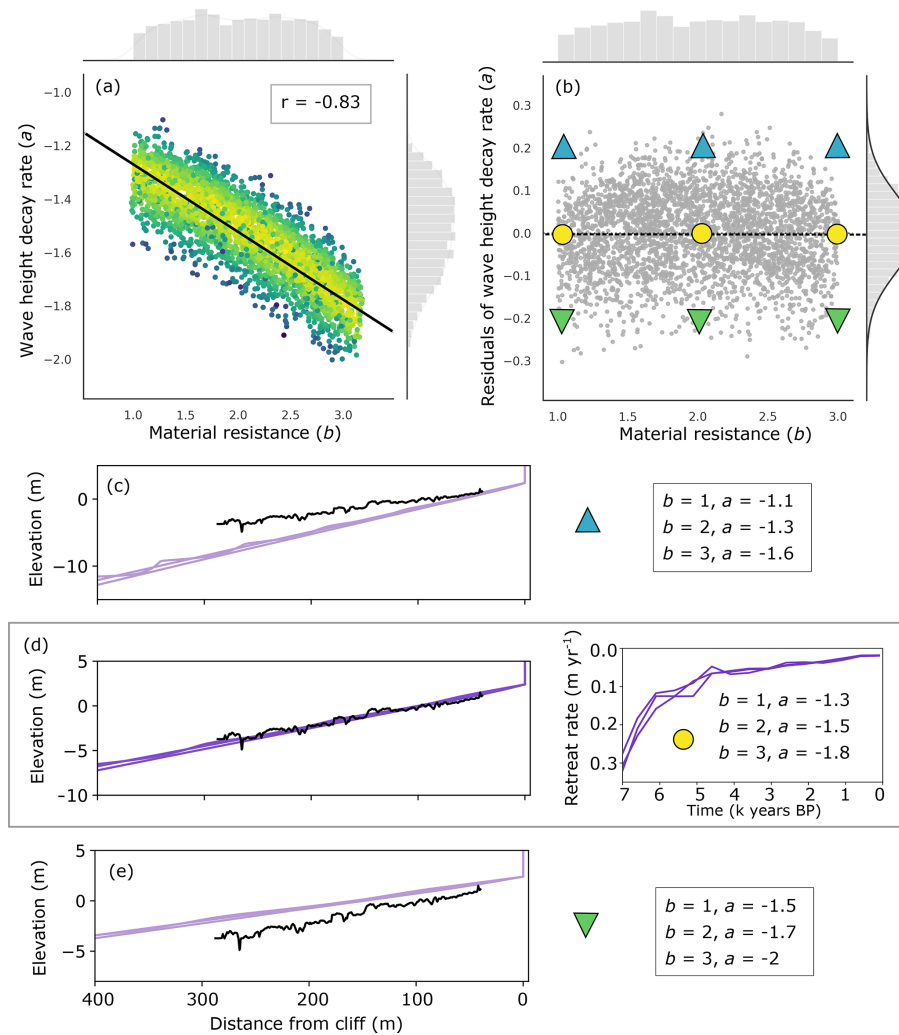 (a)
r = -0.83
−1.0
−1.2
−1.4
−1.6
−1.8
−2.0
Wave height decay rate (a)
1.0 1.5 2.0 2.5 3.0
Material resistance (b)
(b)
0.3
0.2
0.1
0.0
−0.1
−0.2
−0.3
Residuals of wave height decay rate (a)
1.0 1.5 2.0 2.5 3.0
Material resistance (b)
(c)
0
−10
Elevation (m)
b = 1, a = -1.1
b = 2, a = -1.3
b = 3, a = -1.6
(d)
5
0
−5
-10
Elevation (m)
0.0
0.1
0.2
0.3
Retreat rate (m yr⁻¹)
b = 1, a = -1.3
b = 2, a = -1.5
b = 3, a = -1.8
7 6 5 4 3 2 1 0
Time (k years BP)
(e)
5
0
−5
Elevation (m)
400 300 200 100 0
Distance from cliff (m)
b = 1, a = -1.5
b = 2, a = -1.7
b = 3, a = -2